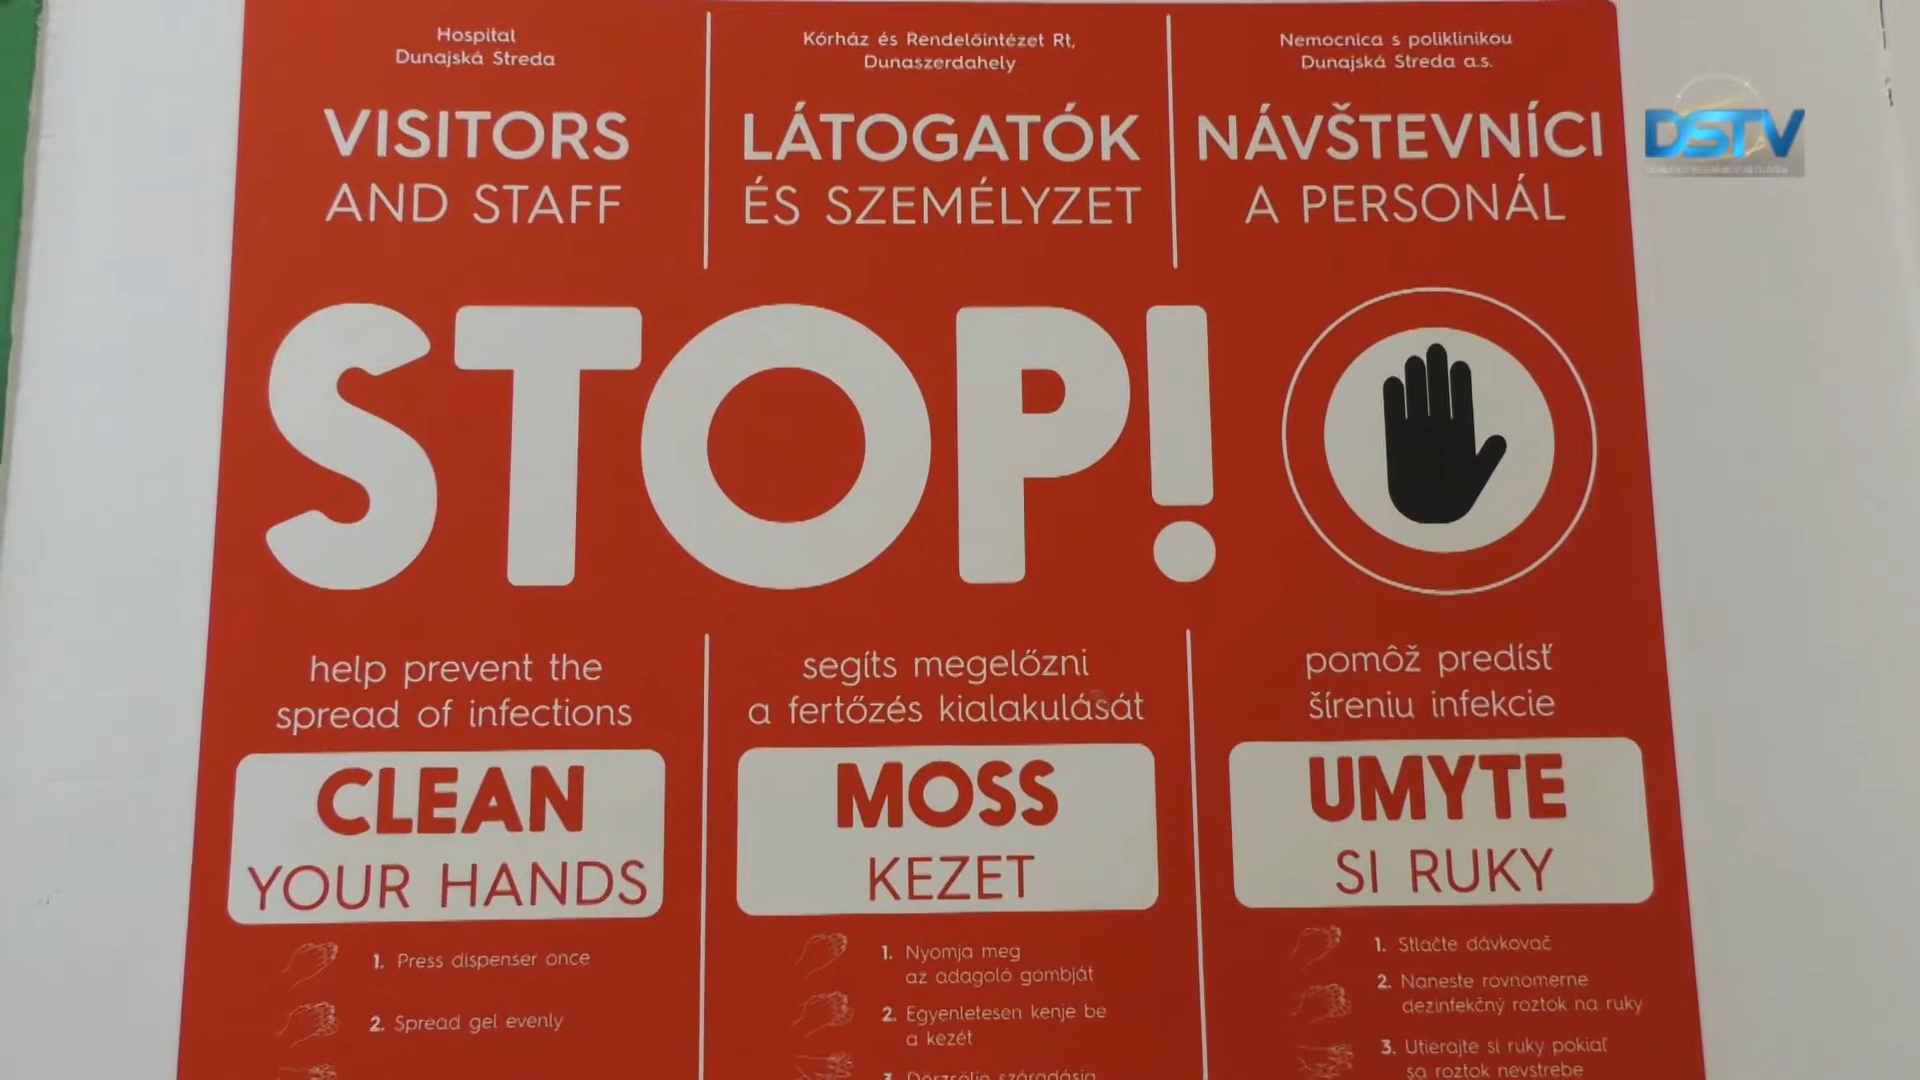 Hospital
Dunajská Streda
VISITORS
AND STAFF
Kórház és Rendelőintézet Rt,
Dunaszerdahely
LÁTOGATÓK
ÉS SZEMÉLYZET
Nemocnica s poliklinikou
Dunajská Streda a.s.
NÁVŠTEVNÍCI
A PERSONÁL
DSTV
STOP!
help prevent the
spread of infections
CLEAN
YOUR HANDS
1. Press dispenser once
2. Spread gel evenly
segíts megelőzni
a fertőzés kialakulását
MOSS
KEZET
1. Nyomja meg
az adagoló gombját
2. Egyenletesen kenje be
a kezét
3. Dörzsölje száradásig
pomôž predísť
šíreniu infekcie
UMYTE
SI RUKY
1. Stlačte dávkovač
2. Naneste rovnomerne
dezinfekčný roztok na ruky
3. Utierajte si ruky pokiaľ
sa roztok nevstrebe